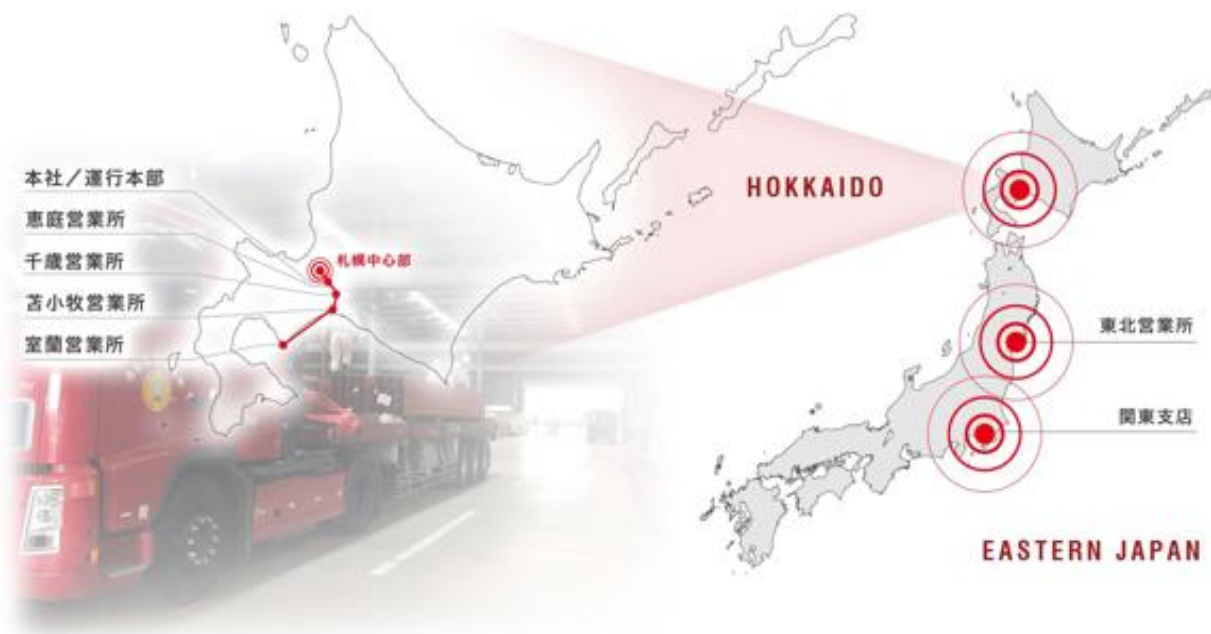 本社／運行本部
恵庭営業所
千歳営業所
苫小牧営業所
室蘭営業所
札幌中心部
HOKKAIDO
東北営業所
関東支店
EASTERN JAPAN